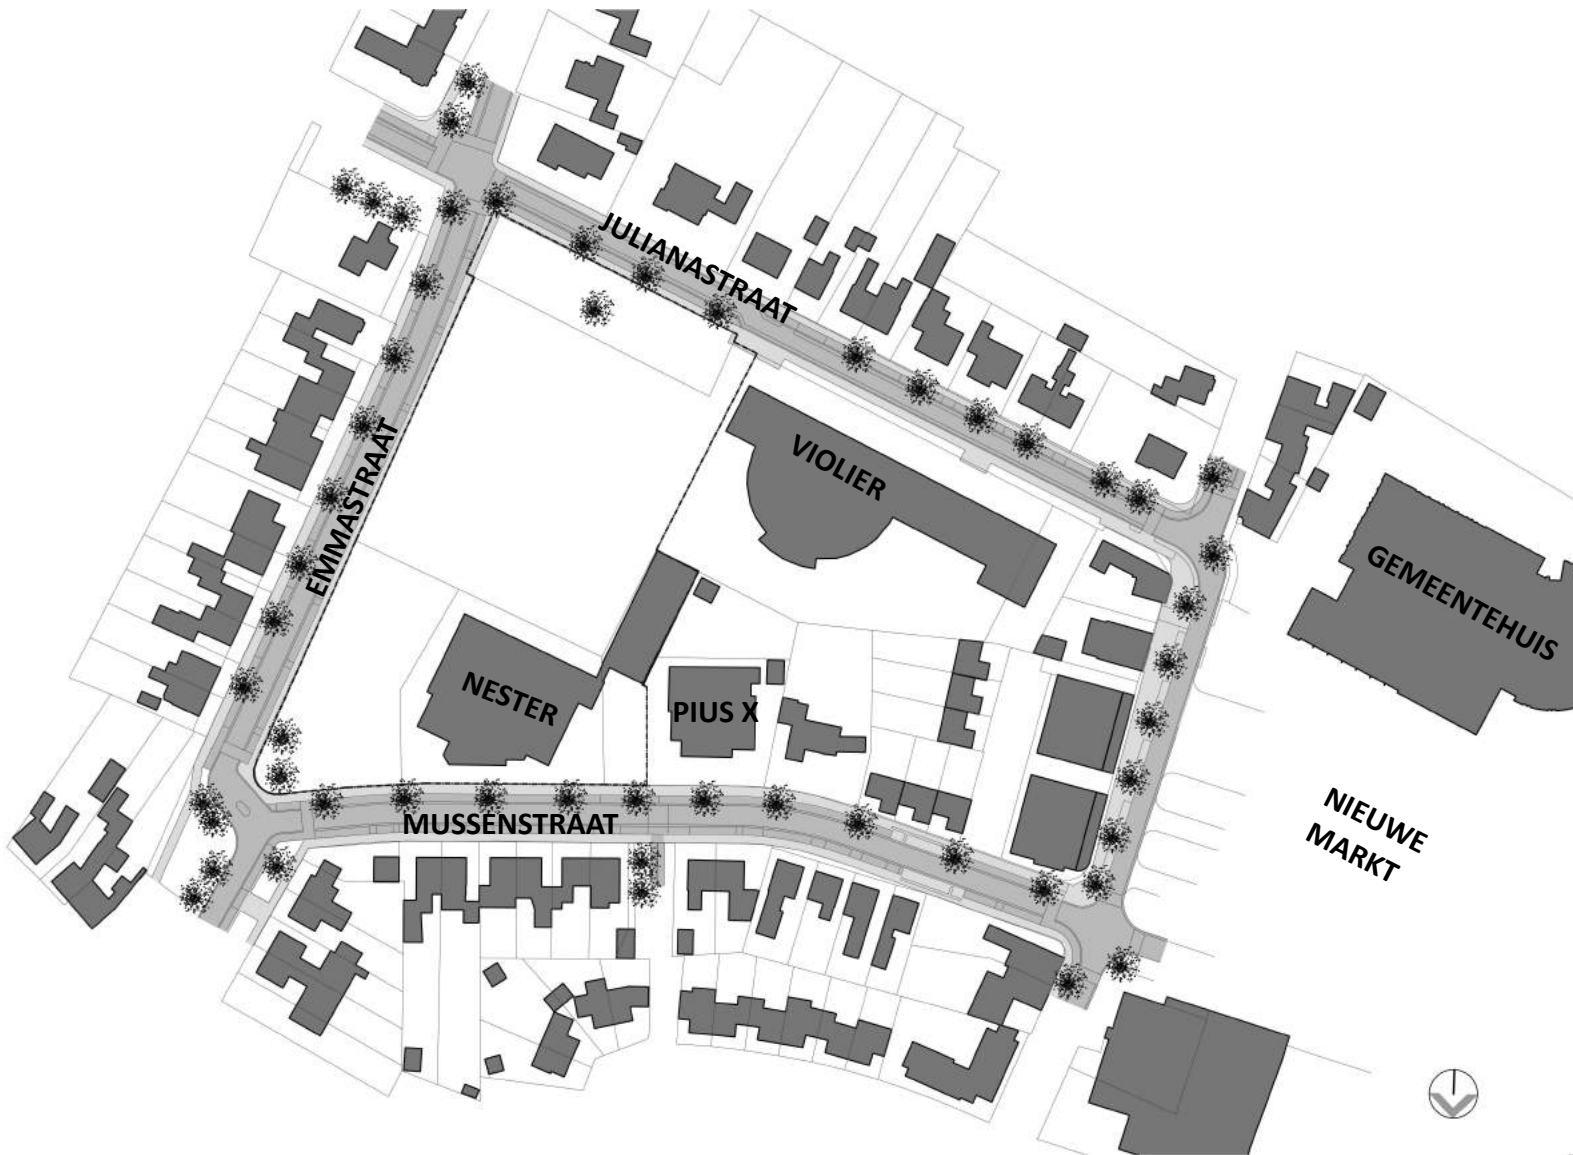 JULIANASTRAAT
EMMASTRAAT
VIOLIER
GEMEENTEHUIS
NESTER
PIUS X
MUSSENSTRAAT
NIEUWE
MARKT